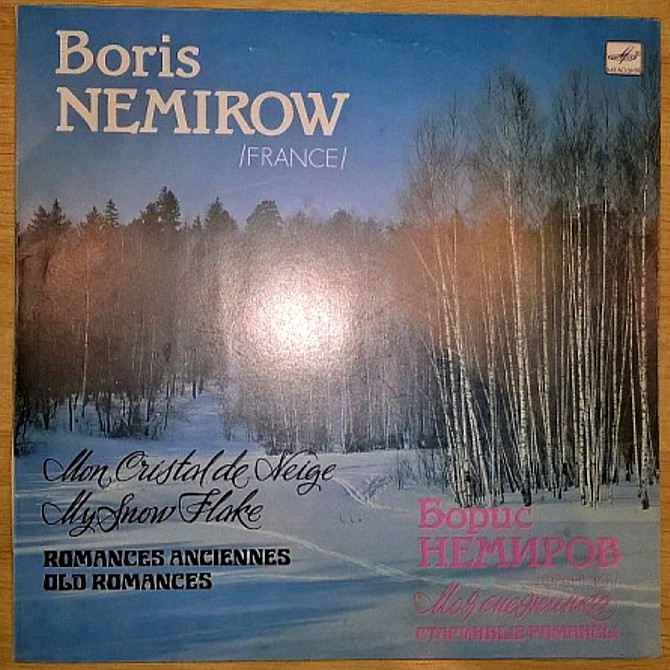 Boris
NEMIROW
/FRANCE/
МЕЛОДИЯ
Mon Cristal de Neige
My Snow Flake
ROMANCES ANCIENNES
OLD ROMANCES
Борис
НЕМИРОВ
Моя снежинка
СТАРИННЫЕ РОМАНСЫ